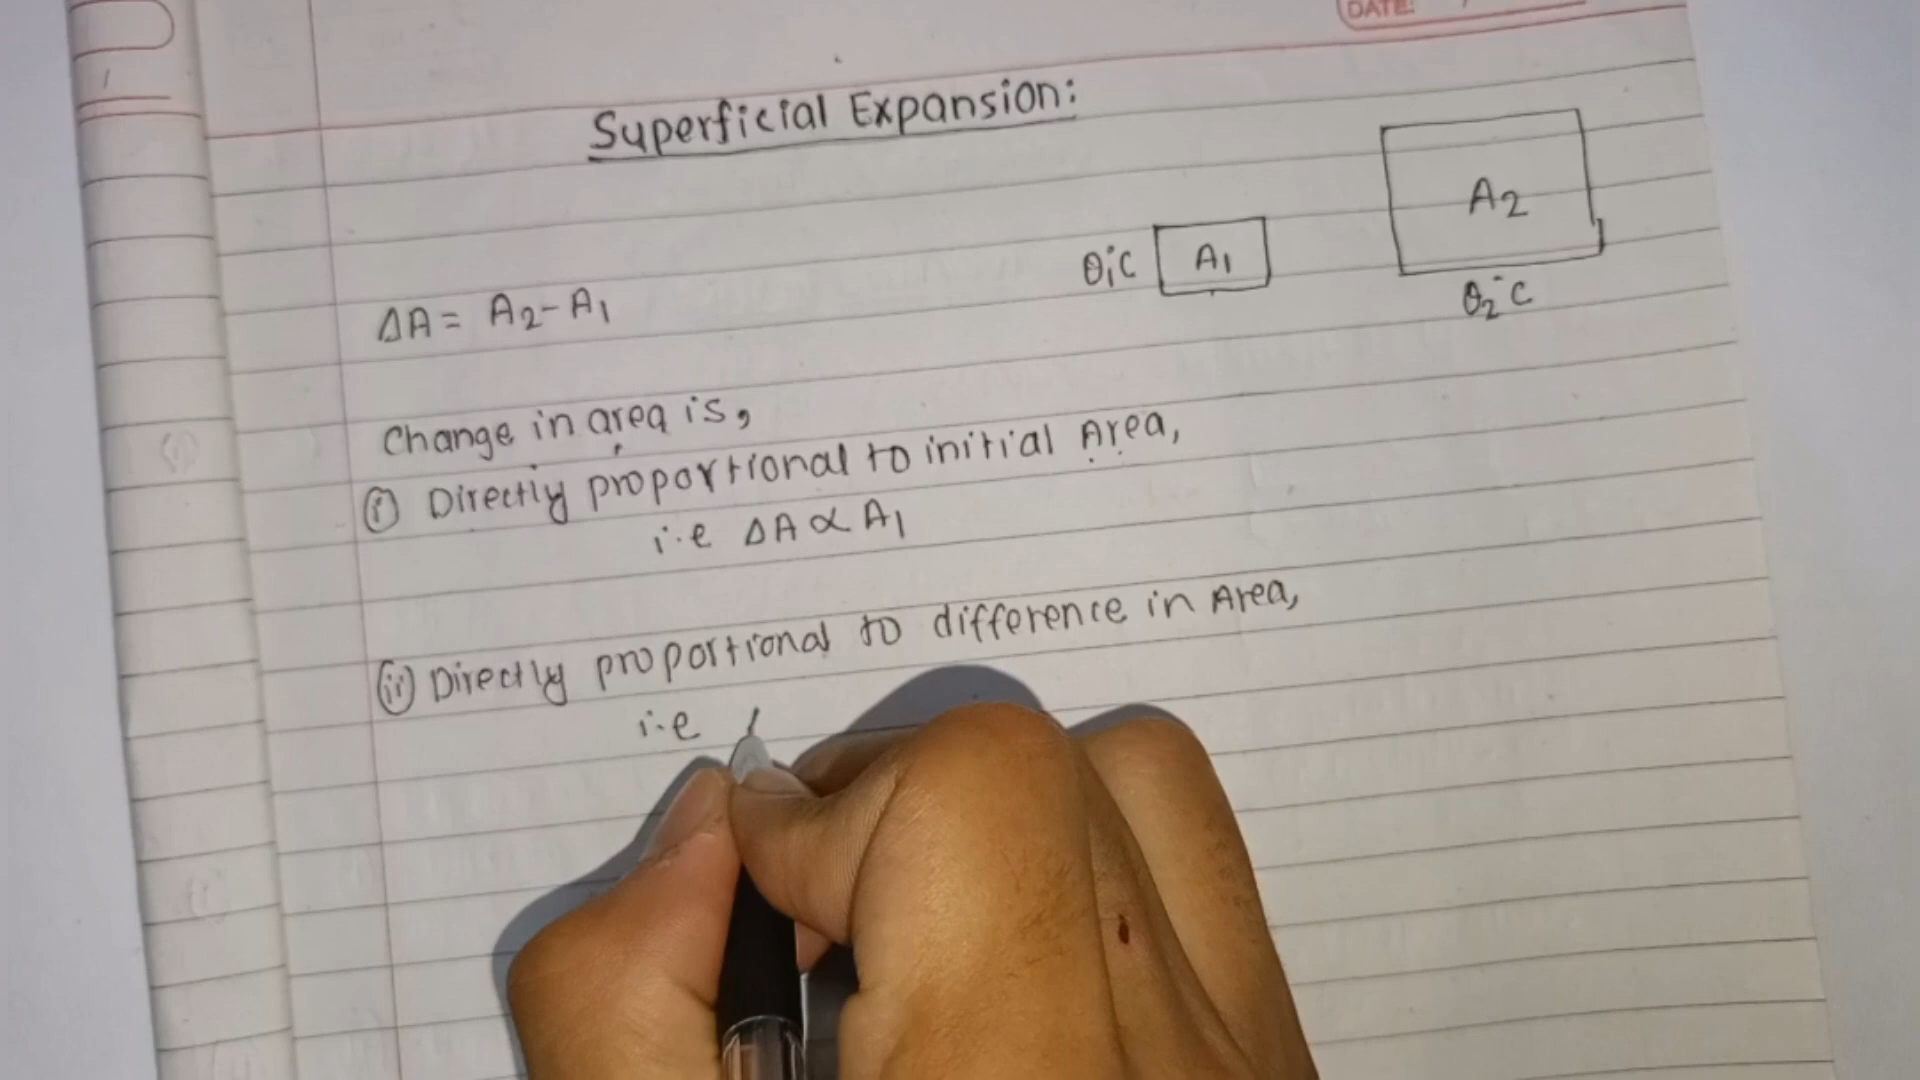 DATE:
Superficial Expansion:
A2
θ1°C A1
θ2°C
ΔA = A2-A1
Change in area is,
(i) Directly proportional to initial Area,
i.e ΔA ∝ A1
(ii) Directly proportional to difference in Area,
i.e